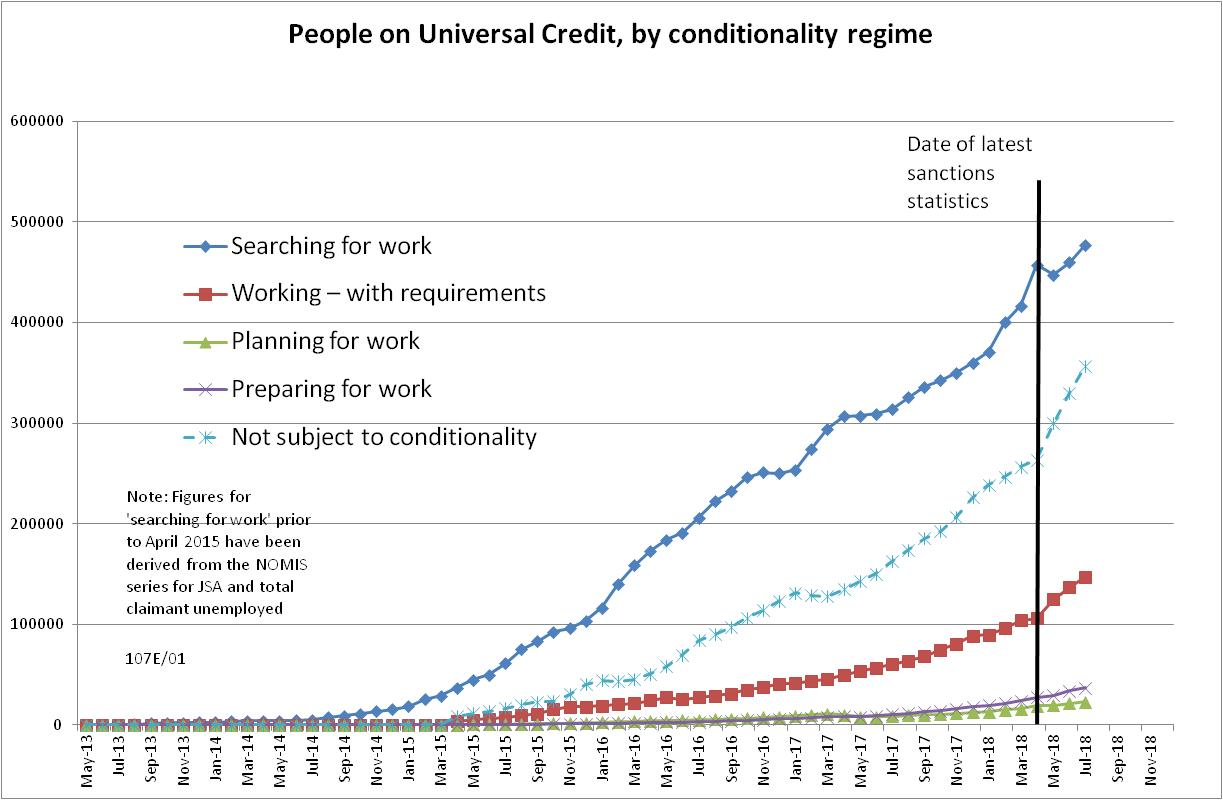 People on Universal Credit, by conditionality regime
600000
500000
400000
300000
200000
100000
0
Date of latest
sanctions
statistics
Searching for work
Working – with requirements
Planning for work
Preparing for work
Not subject to conditionality
Note: Figures for
'searching for work' prior
to April 2015 have been
derived from the NOMIS
series for JSA and total
claimant unemployed
107E/01
May-13
Jul-13
Sep-13
Nov-13
Jan-14
Mar-14
May-14
Jul-14
Sep-14
Nov-14
Jan-15
Mar-15
May-15
Jul-15
Sep-15
Nov-15
Jan-16
Mar-16
May-16
Jul-16
Sep-16
Nov-16
Jan-17
Mar-17
May-17
Jul-17
Sep-17
Nov-17
Jan-18
Mar-18
May-18
Jul-18
Sep-18
Nov-18